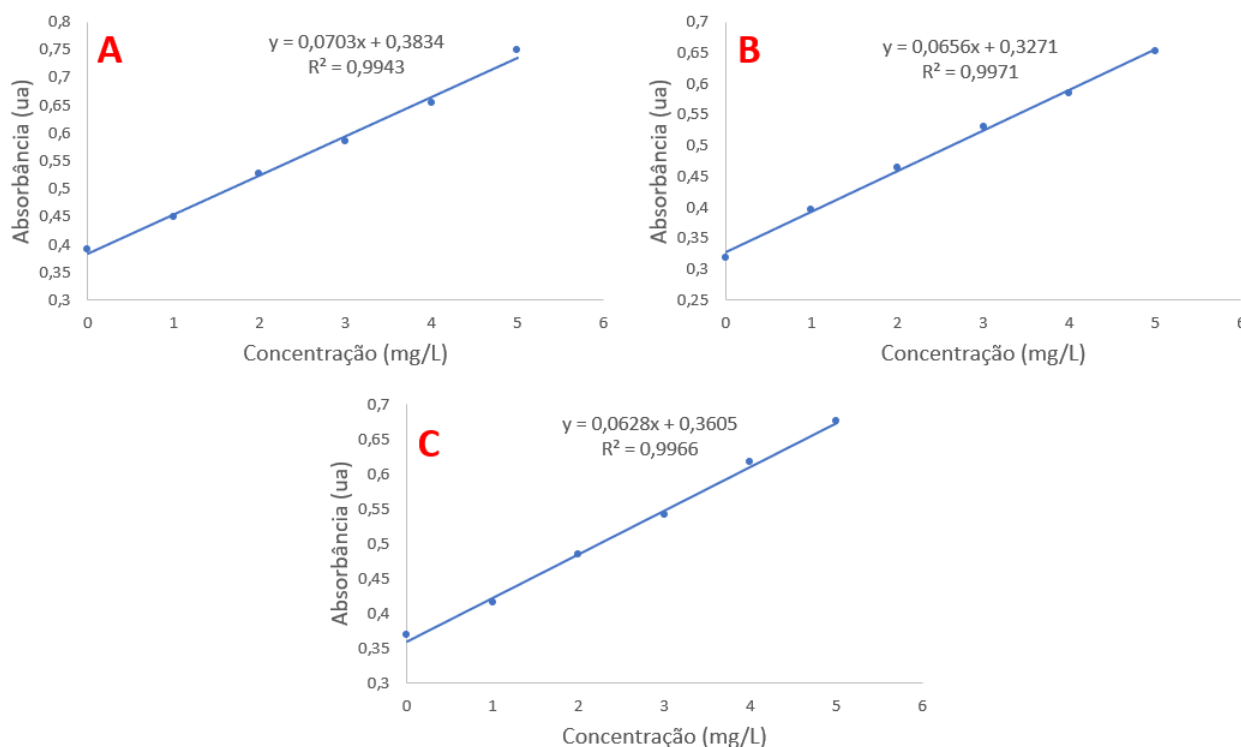 A
y = 0,0703x + 0,3834
R² = 0,9943
Absorbância (ua)
0,8
0,75
0,7
0,65
0,6
0,55
0,5
0,45
0,4
0,35
0,3
0 1 2 3 4 5 6
Concentração (mg/L)
B
y = 0,0656x + 0,3271
R² = 0,9971
Absorbância (ua)
0,7
0,65
0,6
0,55
0,5
0,45
0,4
0,35
0,3
0,25
0 1 2 3 4 5 6
Concentração (mg/L)
C
y = 0,0628x + 0,3605
R² = 0,9966
Absorbância (ua)
0,7
0,65
0,6
0,55
0,5
0,45
0,4
0,35
0,3
0 1 2 3 4 5 6
Concentração (mg/L)